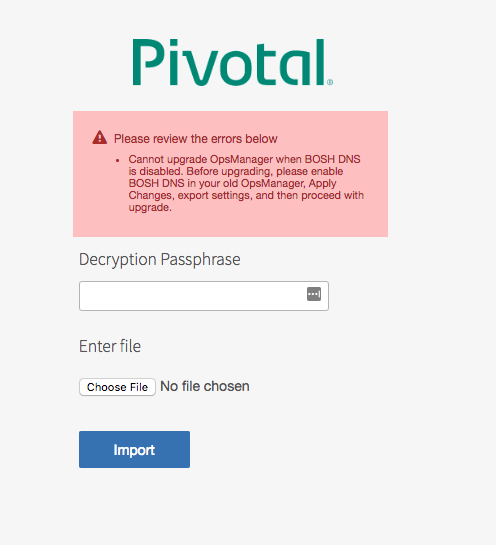 Pivotal®
Please review the errors below
• Cannot upgrade OpsManager when BOSH DNS
is disabled. Before upgrading, please enable
BOSH DNS in your old OpsManager, Apply
Changes, export settings, and then proceed with
upgrade.
Decryption Passphrase
Enter file
Choose File No file chosen
Import